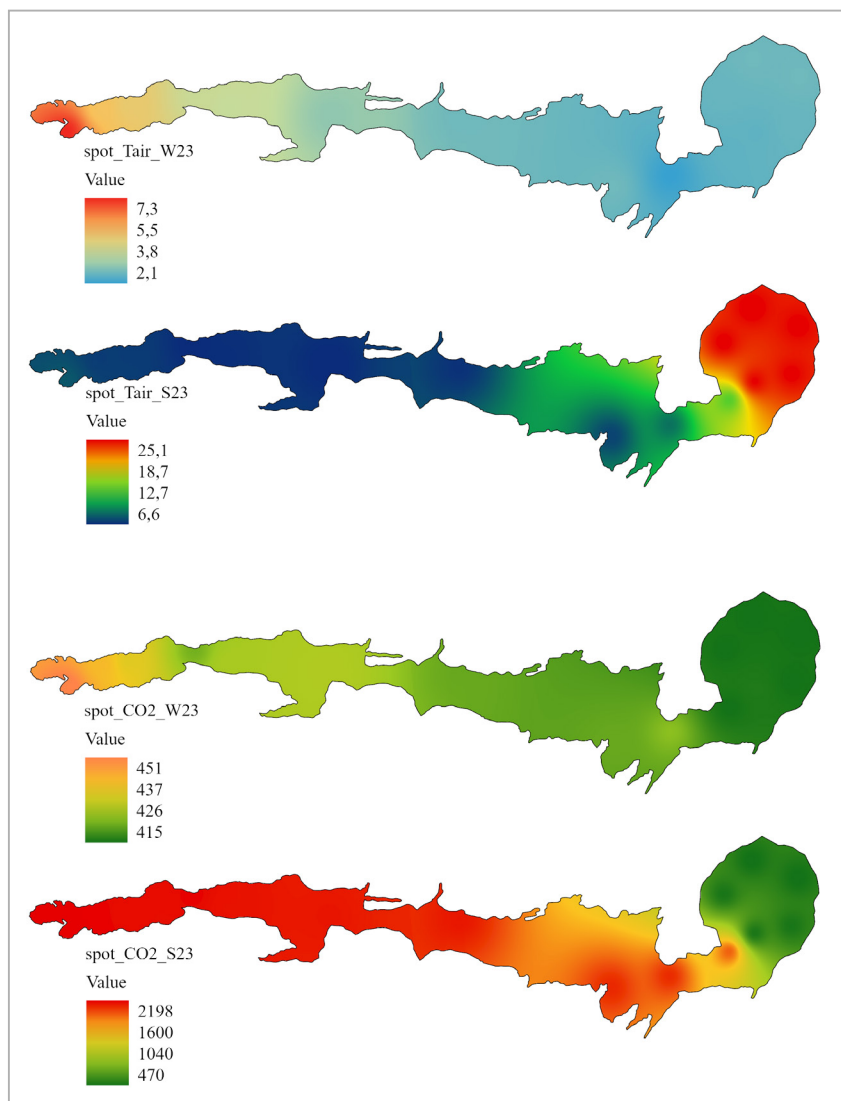 spot_Tair_W23
Value
7,3
5,5
3,8
2,1
spot_Tair_S23
Value
25,1
18,7
12,7
6,6
spot_CO2_W23
Value
451
437
426
415
spot_CO2_S23
Value
2198
1600
1040
470